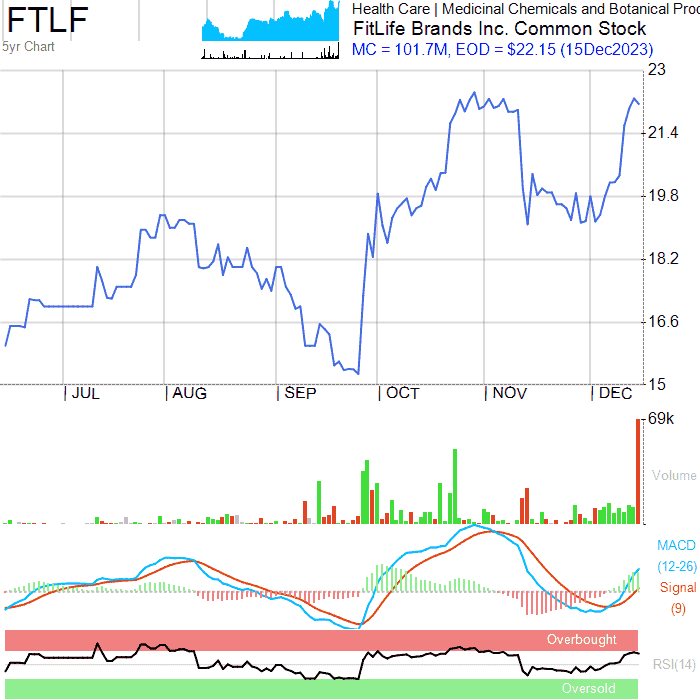 FTLF
5yr Chart
Health Care | Medicinal Chemicals and Botanical Proc
FitLife Brands Inc. Common Stock
MC = 101.7M, EOD = $22.15 (15Dec2023)
23
21.4
19.8
18.2
16.6
15
| JUL | AUG | SEP | OCT | NOV | DEC
69k
Volume
MACD
(12-26)
Signal
(9)
Overbought
RSI(14)
Oversold